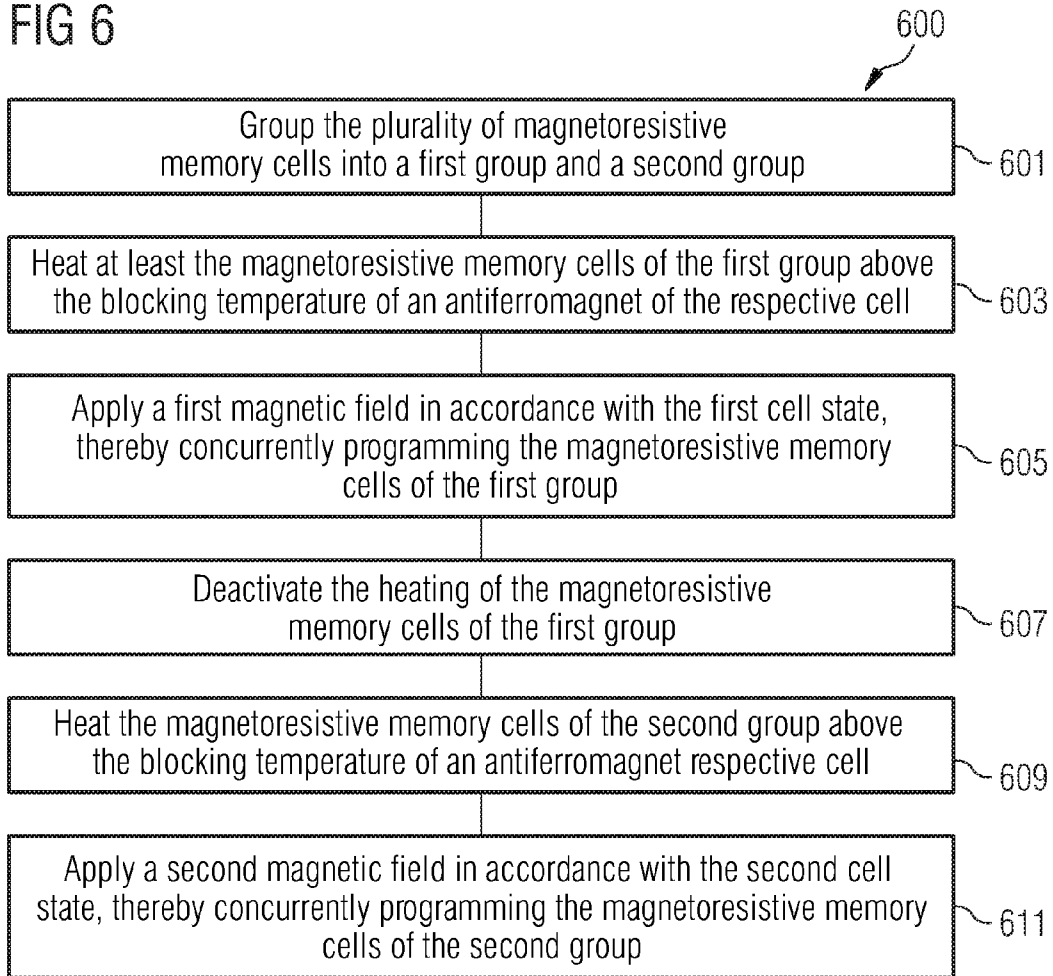 FIG 6
600
Group the plurality of magnetoresistive
memory cells into a first group and a second group
601
Heat at least the magnetoresistive memory cells of the first group above
the blocking temperature of an antiferromagnet of the respective cell
603
Apply a first magnetic field in accordance with the first cell state,
thereby concurrently programming the magnetoresistive memory
cells of the first group
605
Deactivate the heating of the magnetoresistive
memory cells of the first group
607
Heat the magnetoresistive memory cells of the second group above
the blocking temperature of an antiferromagnet respective cell
609
Apply a second magnetic field in accordance with the second cell
state, thereby concurrently programming the magnetoresistive memory
cells of the second group
611